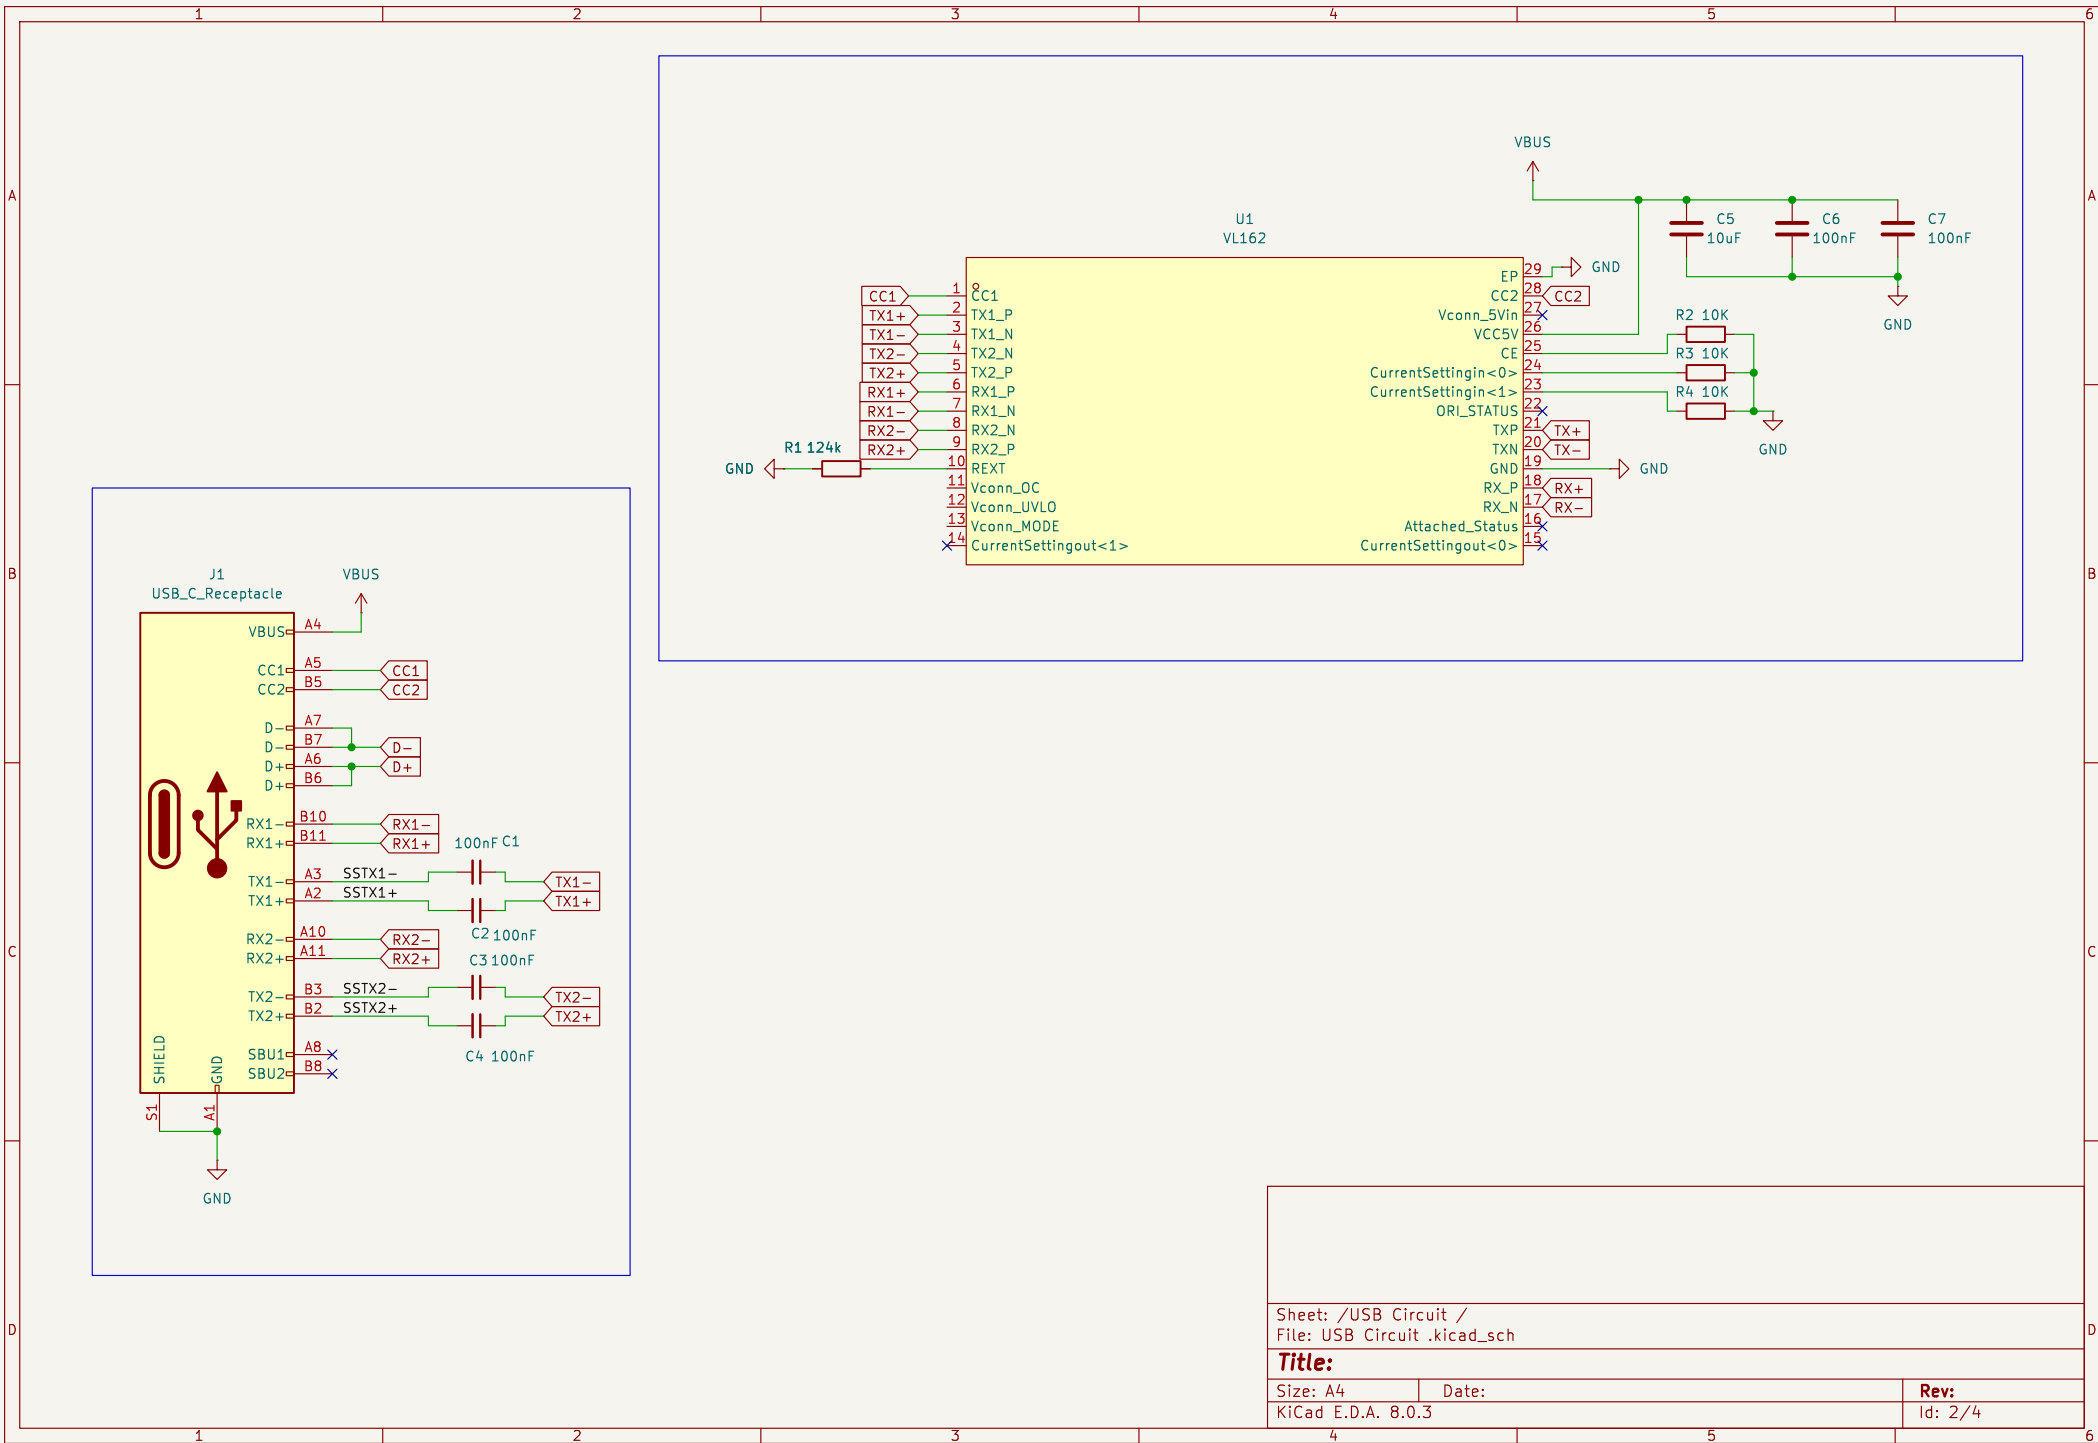 1 2 3 4 5 6
A A
B B
C C
D D
VBUS
U1
VL162
C5
10uF
C6
100nF
C7
100nF
GND
CC1 1 CC1
TX1+ 2 TX1_P
TX1- 3 TX1_N
TX2- 4 TX2_N
TX2+ 5 TX2_P
RX1+ 6 RX1_P
RX1- 7 RX1_N
RX2- 8 RX2_N
RX2+ 9 RX2_P
GND R1 124k 10 REXT
11 Vconn_OC
12 Vconn_UVLO
13 Vconn_MODE
14 CurrentSettingout<1>
EP 29 GND
CC2 28 CC2
Vconn_5Vin 27
VCC5V 26
CE 25
CurrentSettingin<0> 24
CurrentSettingin<1> 23
ORI_STATUS 22
TXP 21 TX+
TXN 20 TX-
GND 19 GND
RX_P 18 RX+
RX_N 17 RX-
Attached_Status 16
CurrentSettingout<0> 15
R2 10K
R3 10K
R4 10K
GND
J1
USB_C_Receptacle
VBUS
VBUS A4
CC1 A5 CC1
CC2 B5 CC2
D- A7
D- B7 D-
D+ A6 D+
D+ B6
RX1- B10 RX1-
RX1+ B11 RX1+
100nF C1
TX1- A3 SSTX1- TX1-
TX1+ A2 SSTX1+ TX1+
C2 100nF
RX2- A10 RX2-
RX2+ A11 RX2+
C3 100nF
TX2- B3 SSTX2- TX2-
TX2+ B2 SSTX2+ TX2+
C4 100nF
SBU1 A8
SBU2 B8
SHIELD
GND
S1
A1
GND
Sheet: /USB Circuit /
File: USB Circuit .kicad_sch
Title:
Size: A4 Date: Rev:
KiCad E.D.A. 8.0.3 Id: 2/4
1 2 3 4 5 6